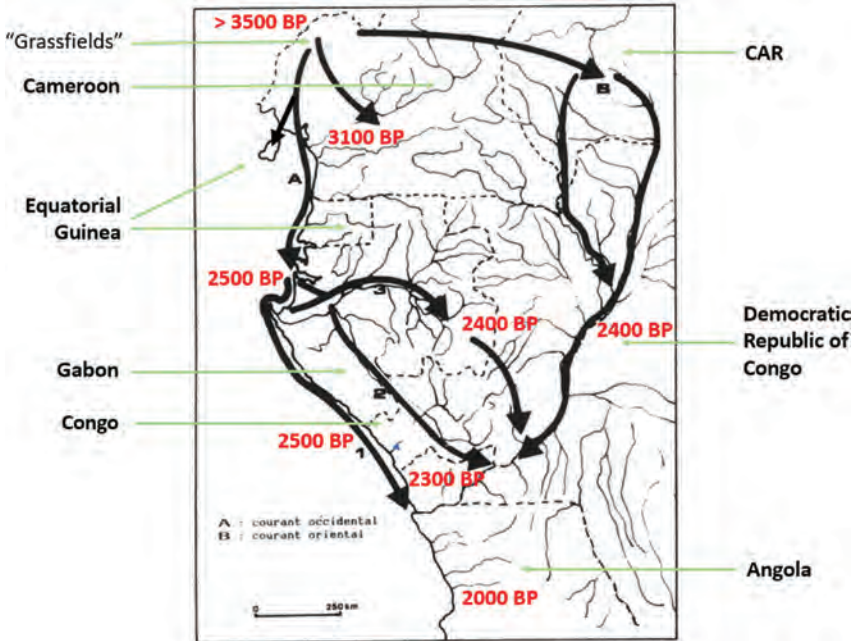 > 3500 BP
“Grassfields”
CAR
Cameroon
B
3100 BP
A
Equatorial
Guinea
2500 BP
3
2400 BP
2400 BP
Democratic
Republic of
Congo
Gabon
2
Congo
2500 BP
1
2300 BP
A : courant occidental
B : courant oriental
Angola
2000 BP
0 250km